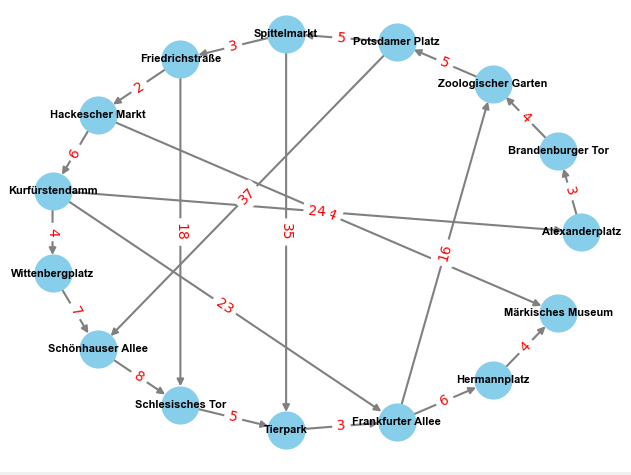 Spittelmarkt
5
Potsdamer Platz
3
Friedrichstraße
5
Zoologischer Garten
2
Hackescher Markt
4
Brandenburger Tor
6
Kurfürstendamm
3
37
24
4
18
35
Alexanderplatz
16
Wittenbergplatz
7
23
Märkisches Museum
Schönhauser Allee
4
8
Hermannplatz
Schlesisches Tor
6
5
Tierpark
3
Frankfurter Allee